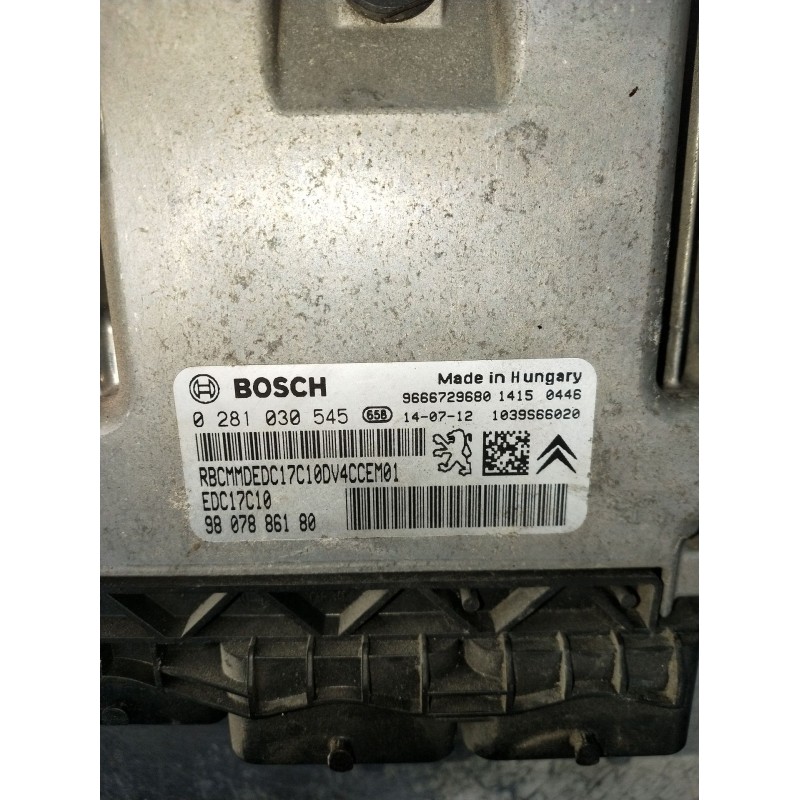 BOSCH
Made in Hungary
9666729680 1415 0446
0 281 030 545 658 14-07-12 1039S66020
RBCMMDEDC17C10DV4CCEM01
EDC17C10
98 078 861 80